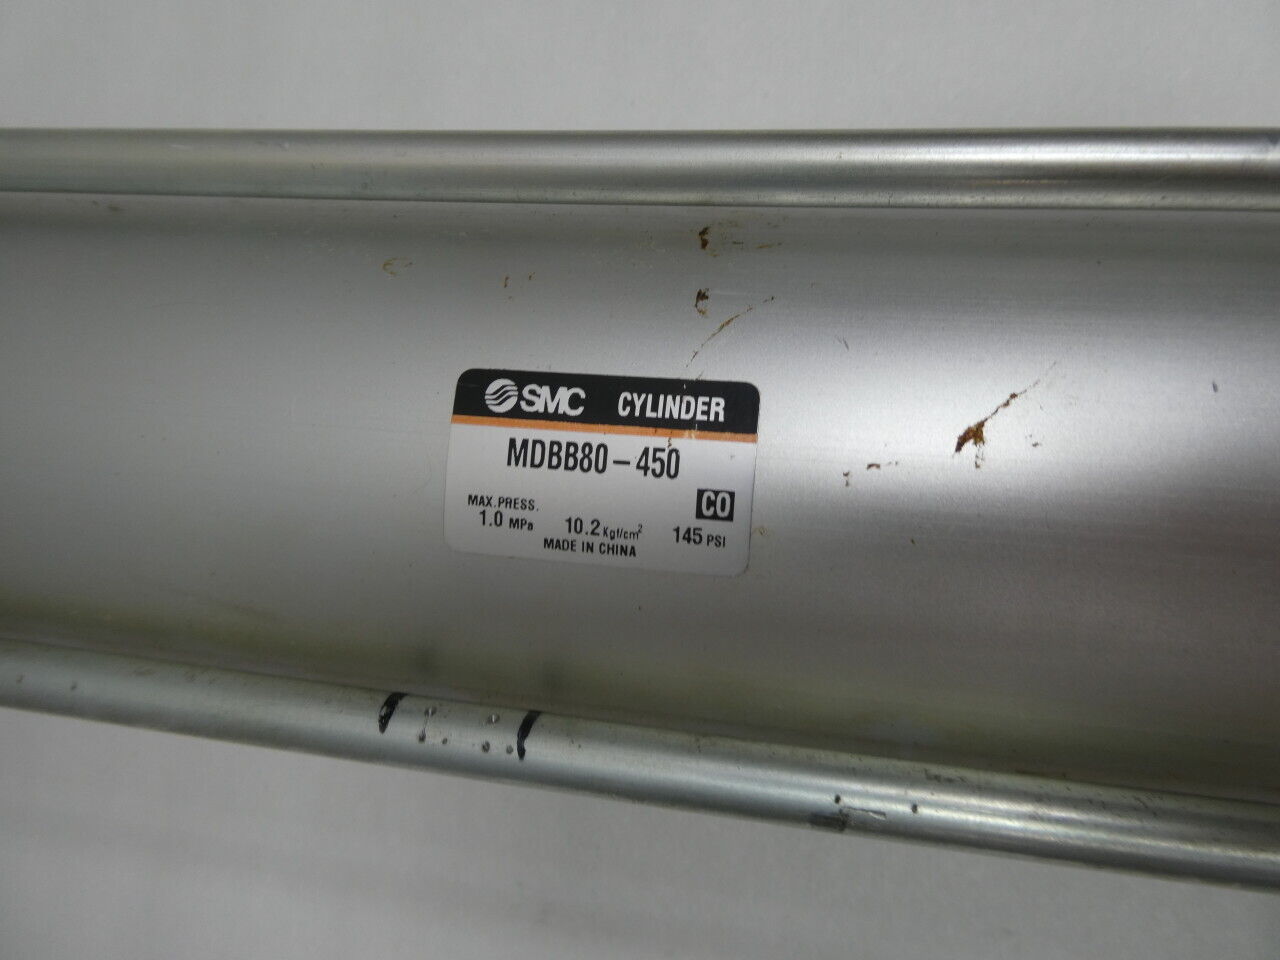 SMC CYLINDER
MDBB80-450
CO
MAX.PRESS.
1.0 MPa 10.2 Kgf/cm² 145 PSI
MADE IN CHINA